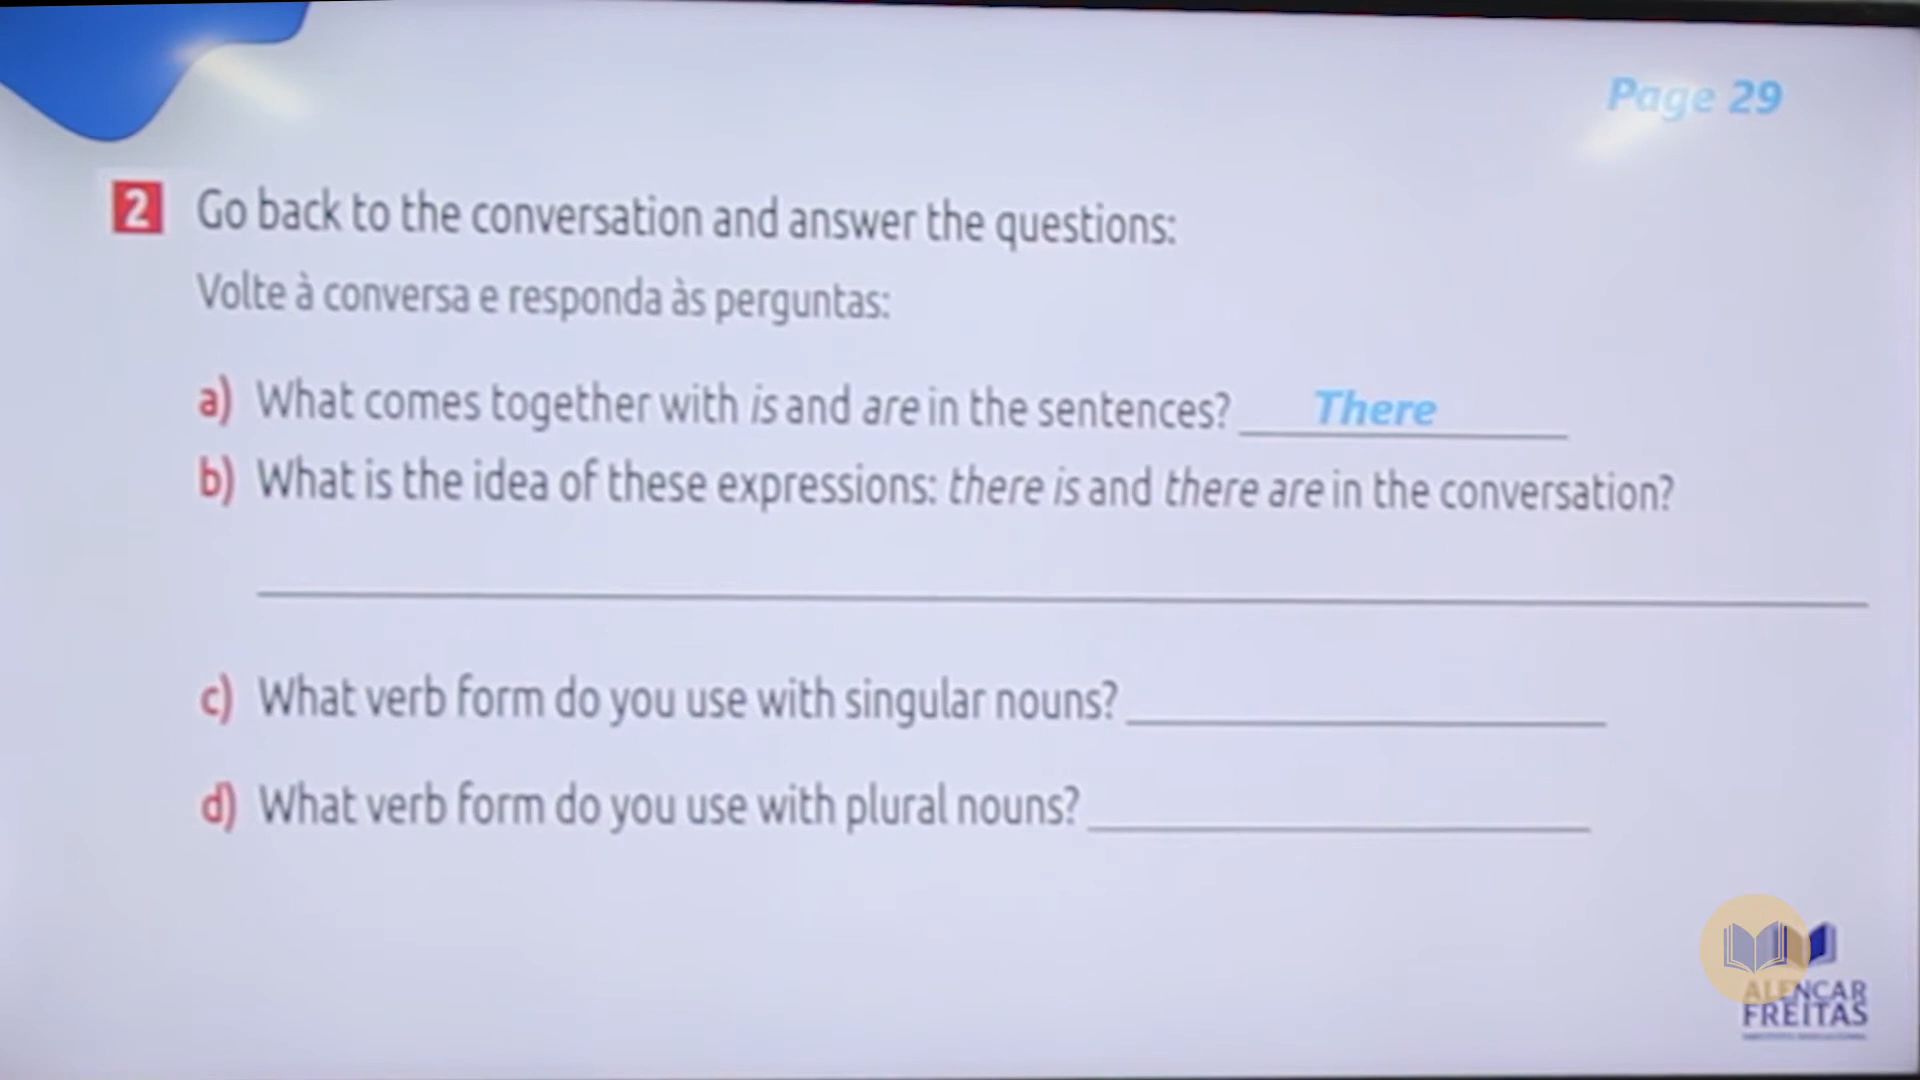 Page 29
2 Go back to the conversation and answer the questions:
Volte à conversa e responda às perguntas:
a) What comes together with is and are in the sentences? There
b) What is the idea of these expressions: there is and there are in the conversation?
c) What verb form do you use with singular nouns?
d) What verb form do you use with plural nouns?
ALENCAR
FREITAS